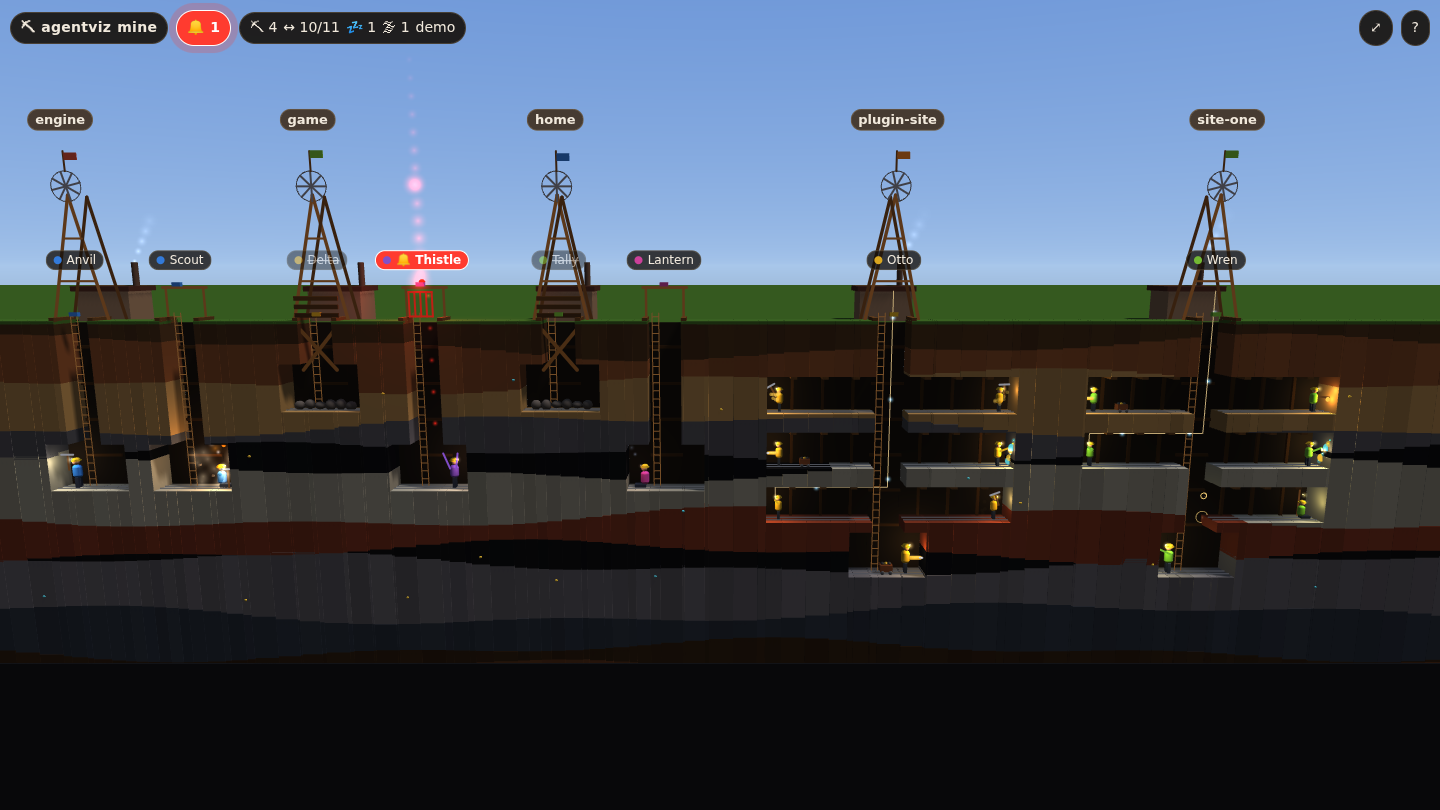 ⛏ agentviz mine
🔔 1
⛏ 4 ↔ 10/11 💤 1 🌫 1 demo
⤢
?
engine
game
home
plugin-site
site-one
Anvil
Scout
Delta
🔔 Thistle
Tally
Lantern
Otto
Wren